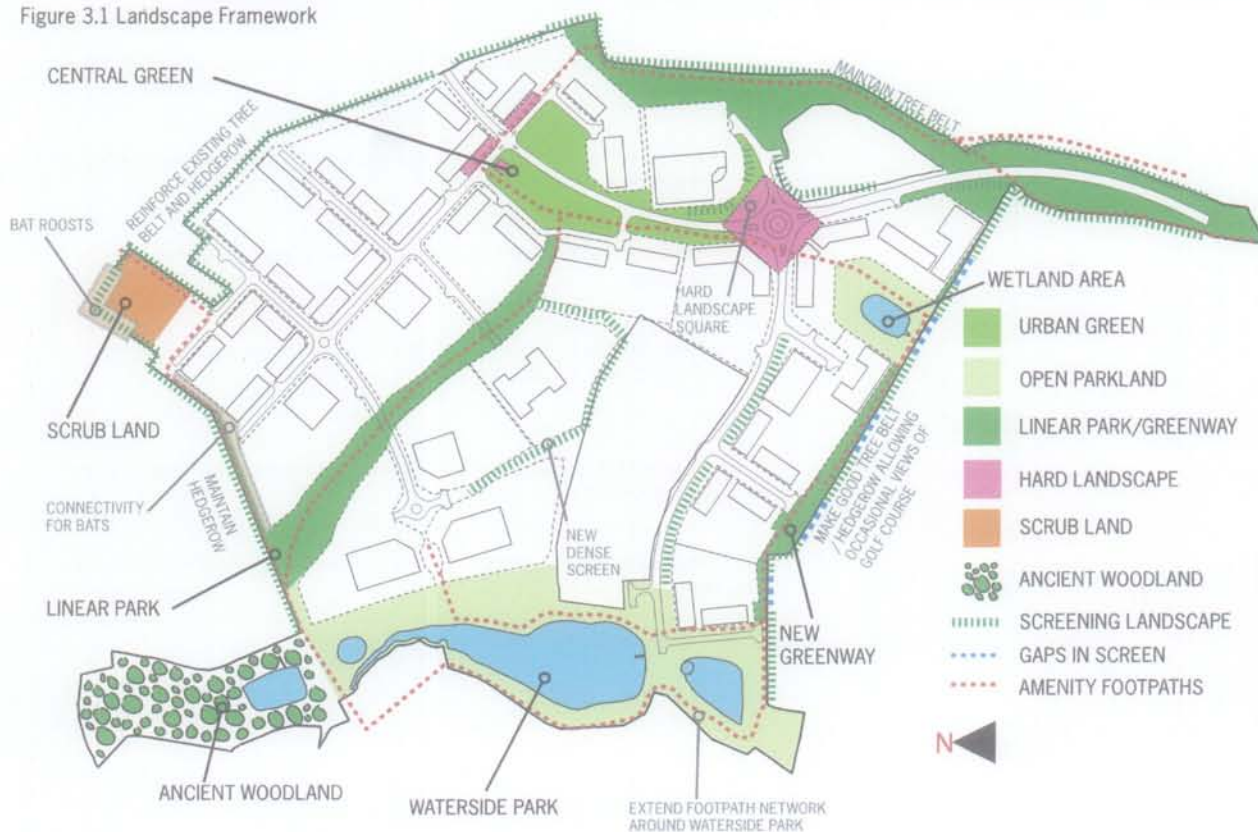 Figure 3.1 Landscape Framework
CENTRAL GREEN
MAINTAIN TREE BELT
REINFORCE EXISTING TREE
BELT AND HEDGEROW
BAT ROOSTS
HARD
LANDSCAPE
SQUARE
WETLAND AREA
URBAN GREEN
OPEN PARKLAND
LINEAR PARK/GREENWAY
HARD LANDSCAPE
SCRUB LAND
ANCIENT WOODLAND
SCREENING LANDSCAPE
GAPS IN SCREEN
AMENITY FOOTPATHS
N
SCRUB LAND
CONNECTIVITY
FOR BATS
MAINTAIN
HEDGEROW
NEW
DENSE
SCREEN
MAKE GOOD TREE BELT
/ HEDGEROW ALLOWING
OCCASIONAL VIEWS OF
GOLF COURSE
LINEAR PARK
NEW
GREENWAY
ANCIENT WOODLAND
WATERSIDE PARK
EXTEND FOOTPATH NETWORK
AROUND WATERSIDE PARK